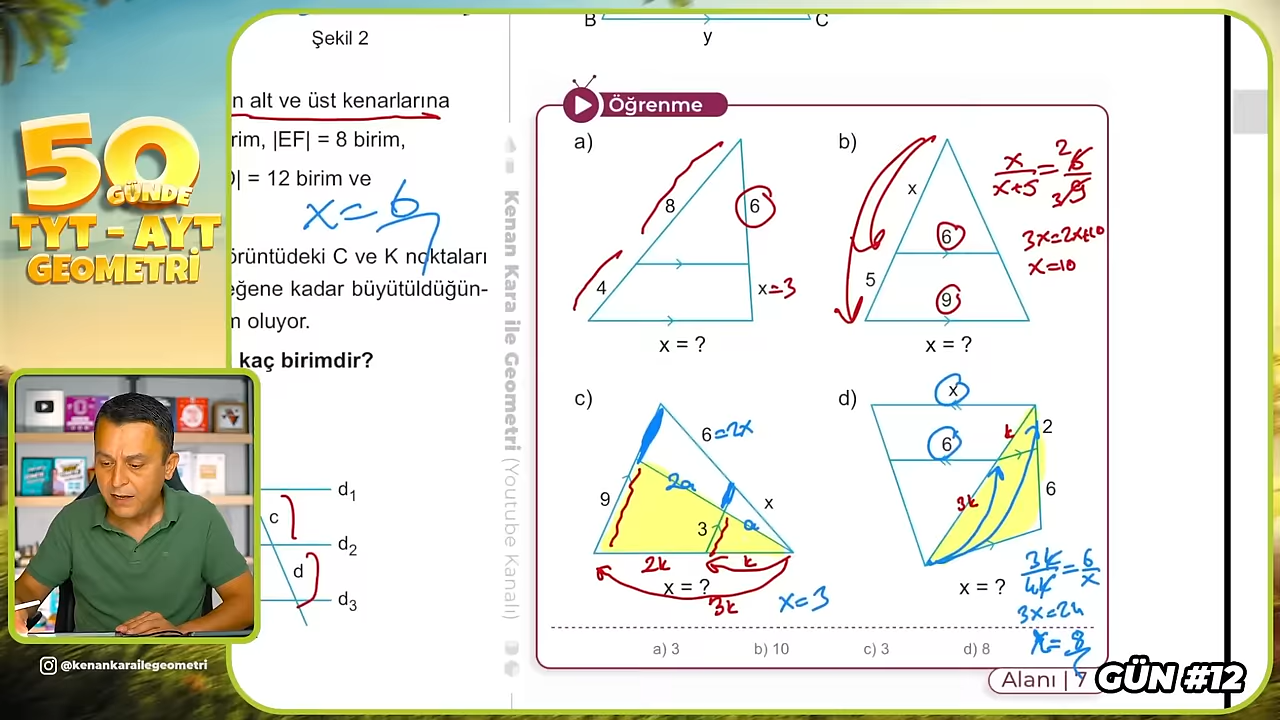 50
GÜNDE
TYT - AYT
GEOMETRİ
Şekil 2
n alt ve üst kenarlarına
rim, |EF| = 8 birim,
| = 12 birim ve
x = 6
örüntüdeki C ve K noktaları
eğene kadar büyütüldüğün-
m oluyor.
kaç birimdir?
c
d
d1
d2
d3
@kenankarailegeometri
Kenan Kara ile Geometri (Youtube Kanalı)
B
C
y
Öğrenme
a)
8
6
4
x=3
x = ?
b)
x
6
5
9
x = ?
x/x+5 = 2 6/3 9
3x=2x+10
x=10
c)
6=2x
9
2a
x
3
a
2k
k
3k
x = ?
x=3
d)
x
6
k
2
3k
6
x = ?
3k/4k = 6/x
3x=24
x=8
a) 3 b) 10 c) 3 d) 8
Alanı | 7
GÜN #12